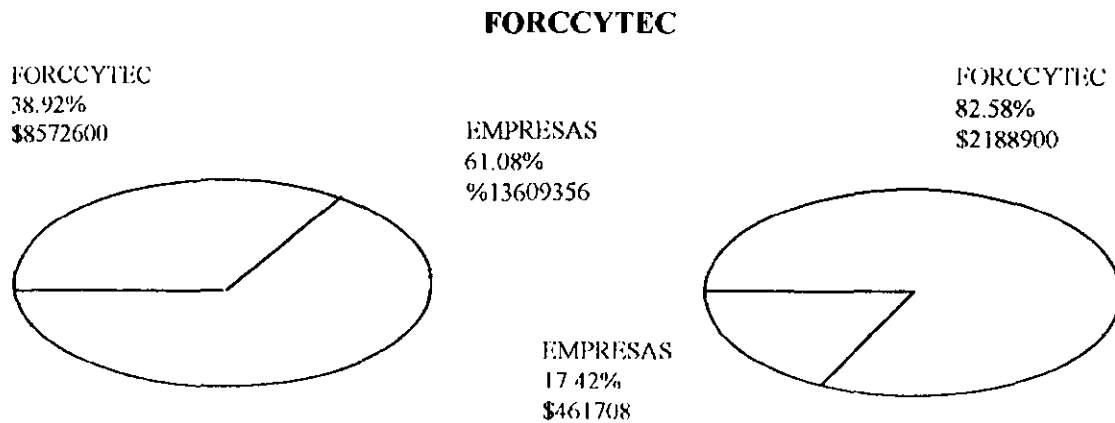 FORCCYTEC
FORCCYTEC
38.92%
$8572600
EMPRESAS
61.08%
%13609356
FORCCYTEC
82.58%
$2188900
EMPRESAS
17.42%
$461708